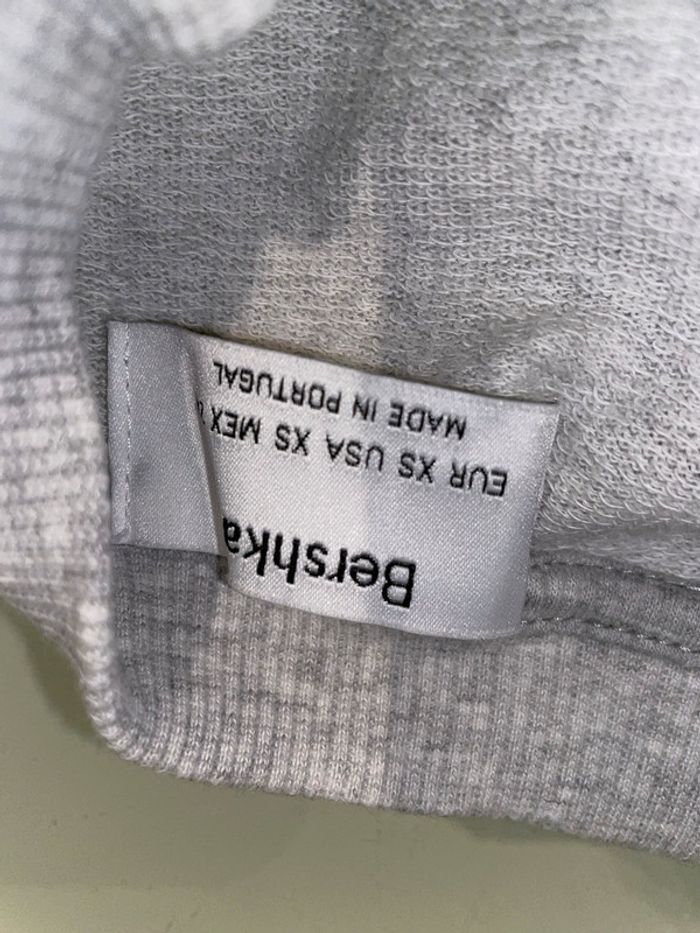 Bershka
EUR XS USA XS MEX
MADE IN PORTUGAL